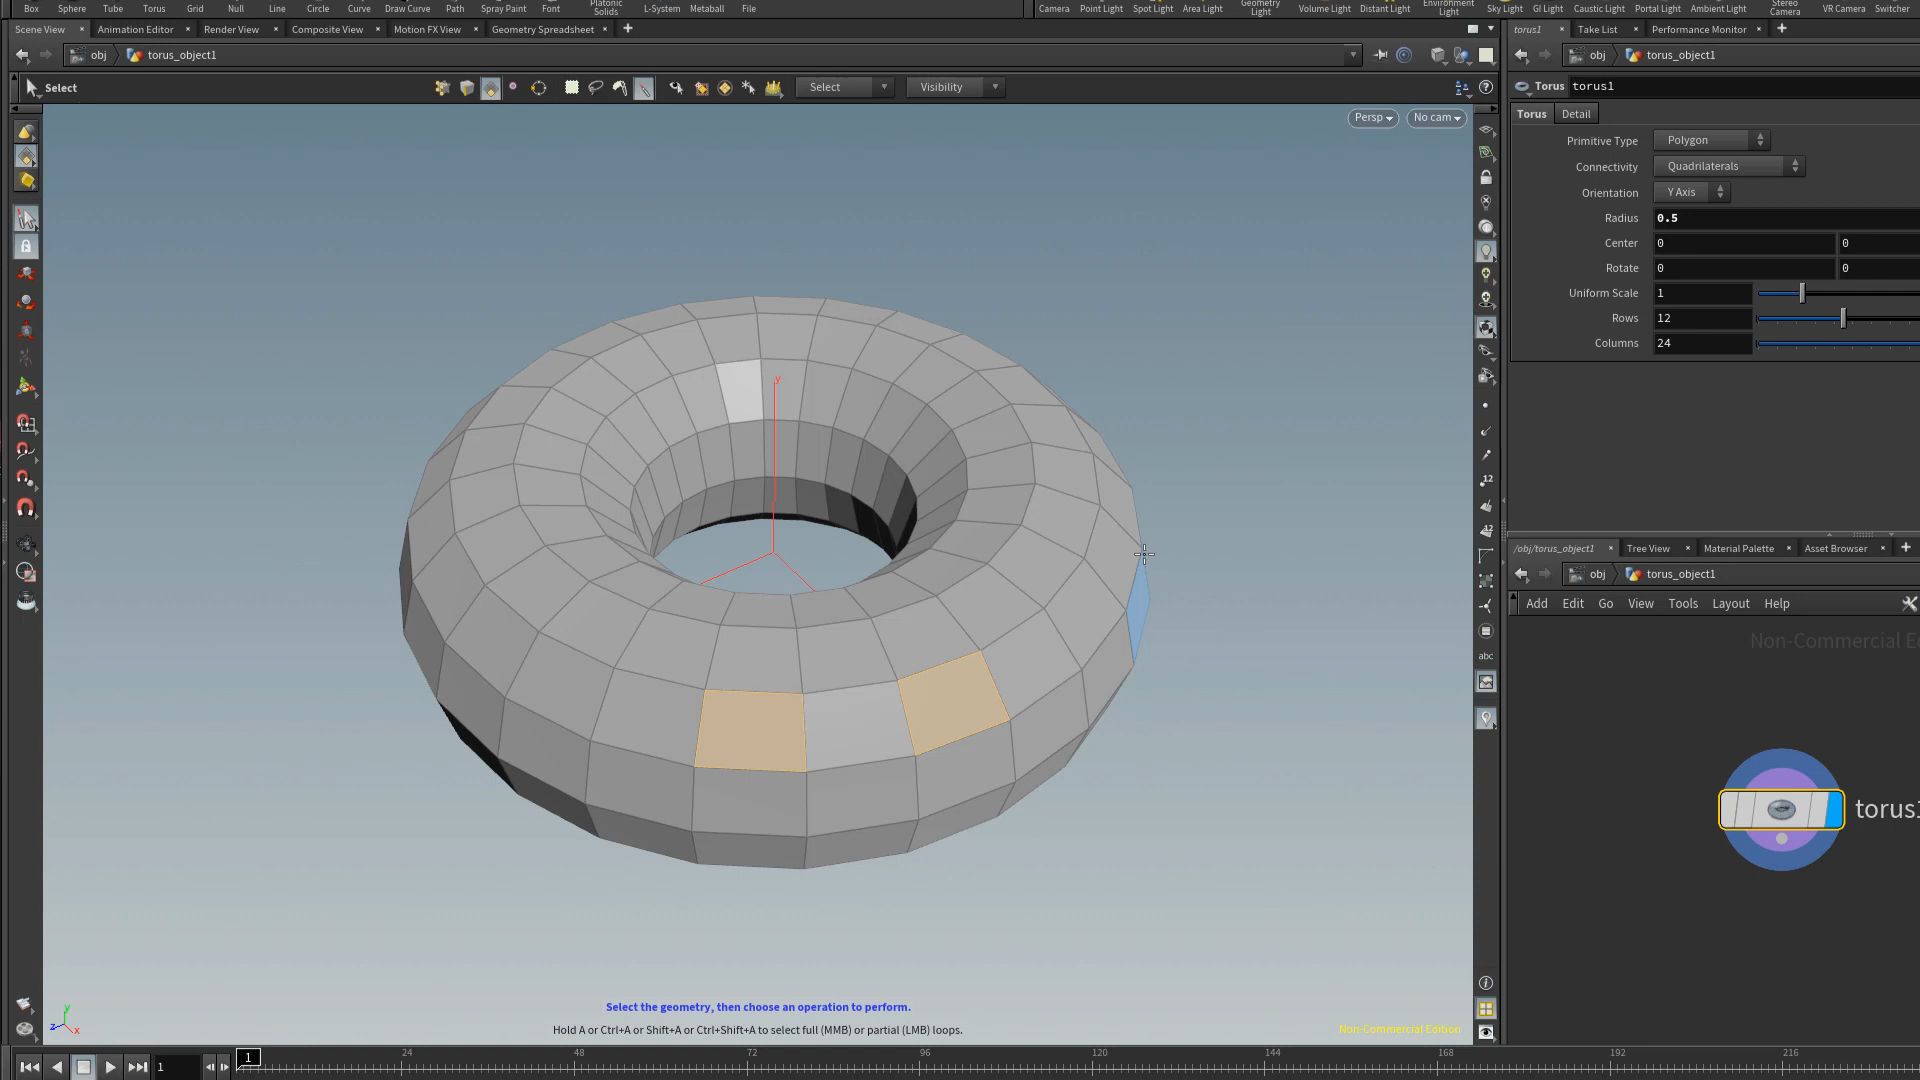 Box Sphere Tube Torus Grid Null Line Circle Curve Draw Curve Path Spray Paint Font Platonic Solids L-System Metaball File
Camera Point Light Spot Light Area Light Geometry Light Volume Light Distant Light Environment Light Sky Light GI Light Caustic Light Portal Light Ambient Light Stereo Camera VR Camera Switcher
Scene View Animation Editor Render View Composite View Motion FX View Geometry Spreadsheet
torus1 Take List Performance Monitor
obj torus_object1
obj torus_object1
Select
Select Visibility
Torus torus1
Persp No cam
Torus Detail
Primitive Type Polygon
Connectivity Quadrilaterals
Orientation Y Axis
Radius 0.5
Center 0 0
Rotate 0 0
Uniform Scale 1
Rows 12
Columns 24
y
12
12
abc
/obj/torus_object1 Tree View Material Palette Asset Browser
obj torus_object1
Add Edit Go View Tools Layout Help
Non-Commercial E
torus1
y
z
x
Select the geometry, then choose an operation to perform.
Hold A or Ctrl+A or Shift+A or Ctrl+Shift+A to select full (MMB) or partial (LMB) loops.
Non-Commercial Edition
1
1
24 48 72 96 120 144 168 192 216